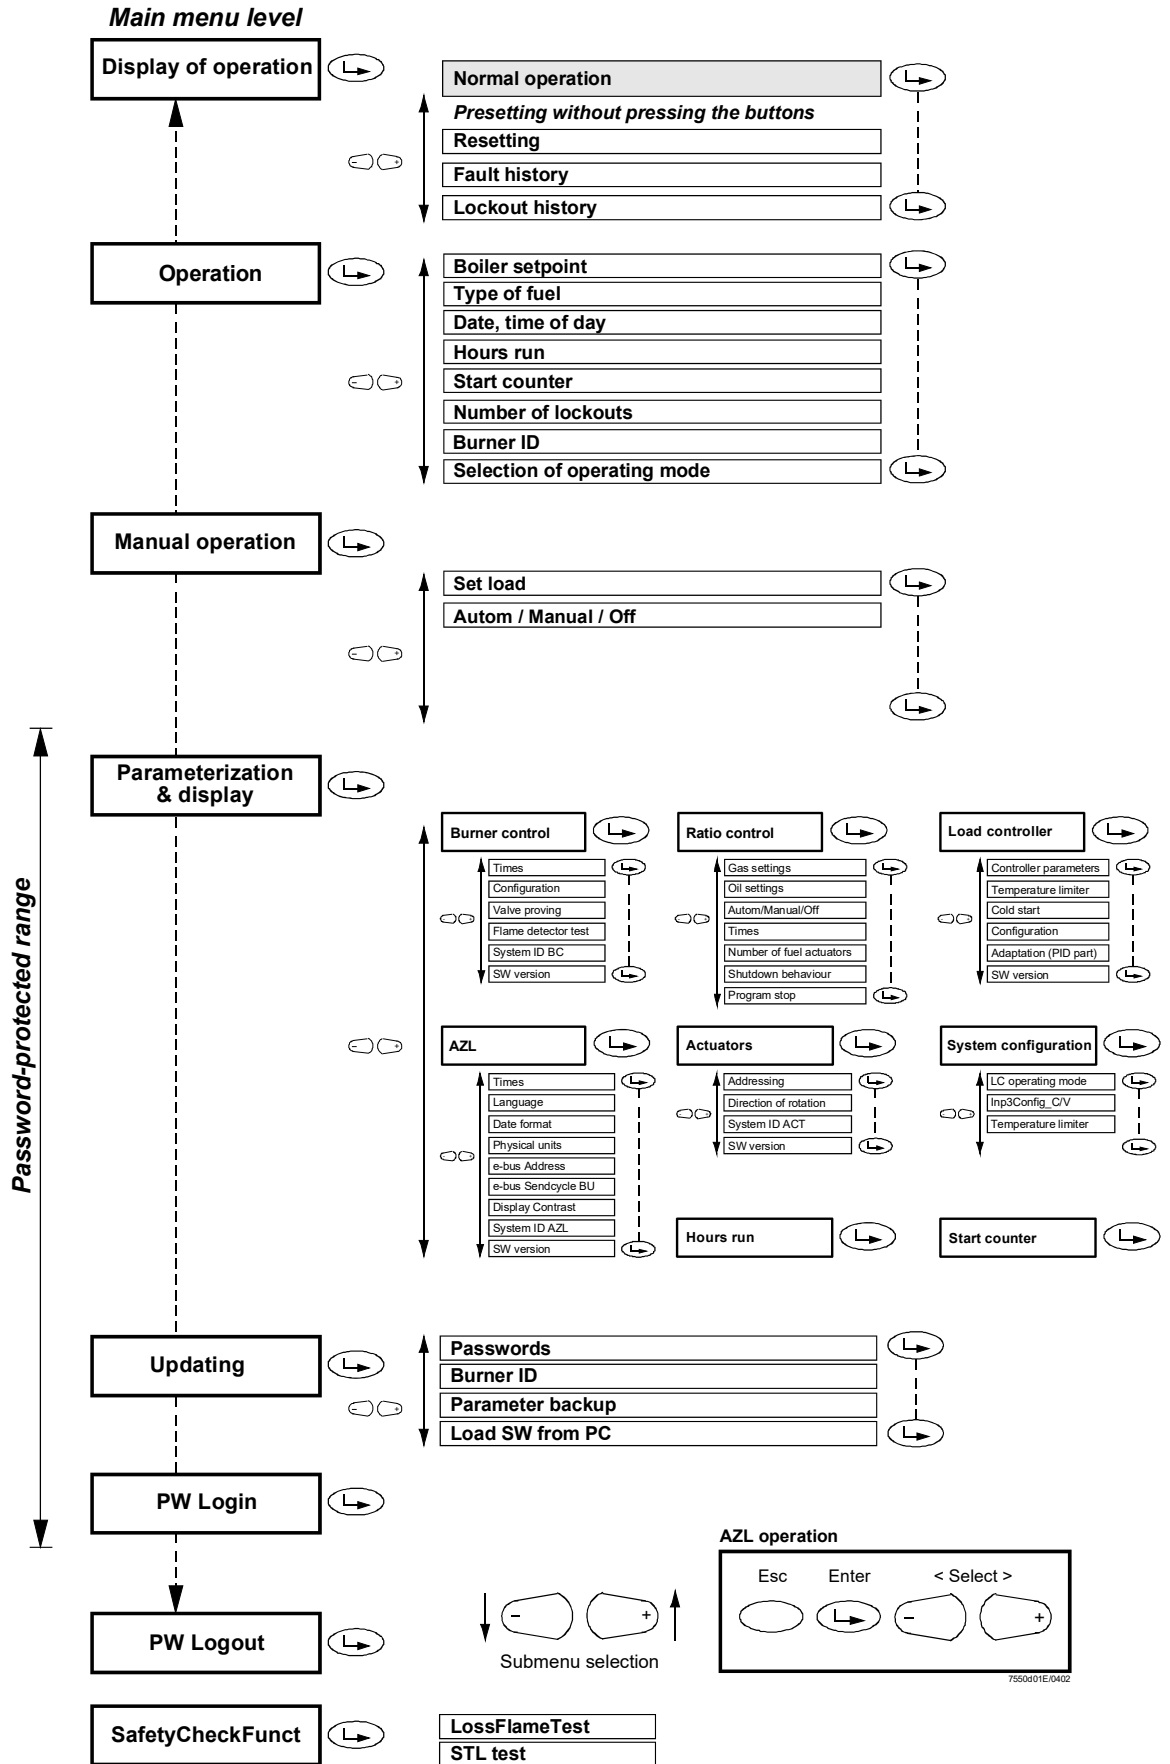 Main menu level
Display of operation
Normal operation
Presetting without pressing the buttons
Resetting
- +
Fault history
Lockout history
Operation
Boiler setpoint
Type of fuel
Date, time of day
Hours run
- +
Start counter
Number of lockouts
Burner ID
Selection of operating mode
Manual operation
Set load
Autom / Manual / Off
- +
Password-protected range
Parameterization
& display
- +
Burner control
Times
Configuration
- +
Valve proving
Flame detector test
System ID BC
SW version
Ratio control
Gas settings
Oil settings
- +
Autom/Manual/Off
Times
Number of fuel actuators
Shutdown behaviour
Program stop
Load controller
Controller parameters
Temperature limiter
- +
Cold start
Configuration
Adaptation (PID part)
SW version
AZL
Times
Language
Date format
Physical units
- +
e-bus Address
e-bus Sendcycle BU
Display Contrast
System ID AZL
SW version
Actuators
Addressing
Direction of rotation
- +
System ID ACT
SW version
System configuration
LC operating mode
Inp3Config_C/V
- +
Temperature limiter
Hours run
Start counter
Updating
Passwords
Burner ID
- +
Parameter backup
Load SW from PC
PW Login
PW Logout
- +
Submenu selection
AZL operation
Esc Enter < Select >
- +
7550d01E/0402
SafetyCheckFunct
LossFlameTest
STL test